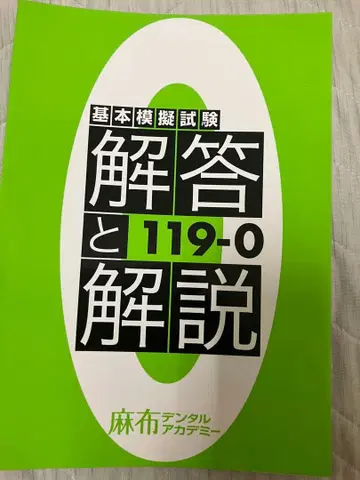 基本模擬試験
解答
と 119-0
解説
麻布デンタル
アカデミー